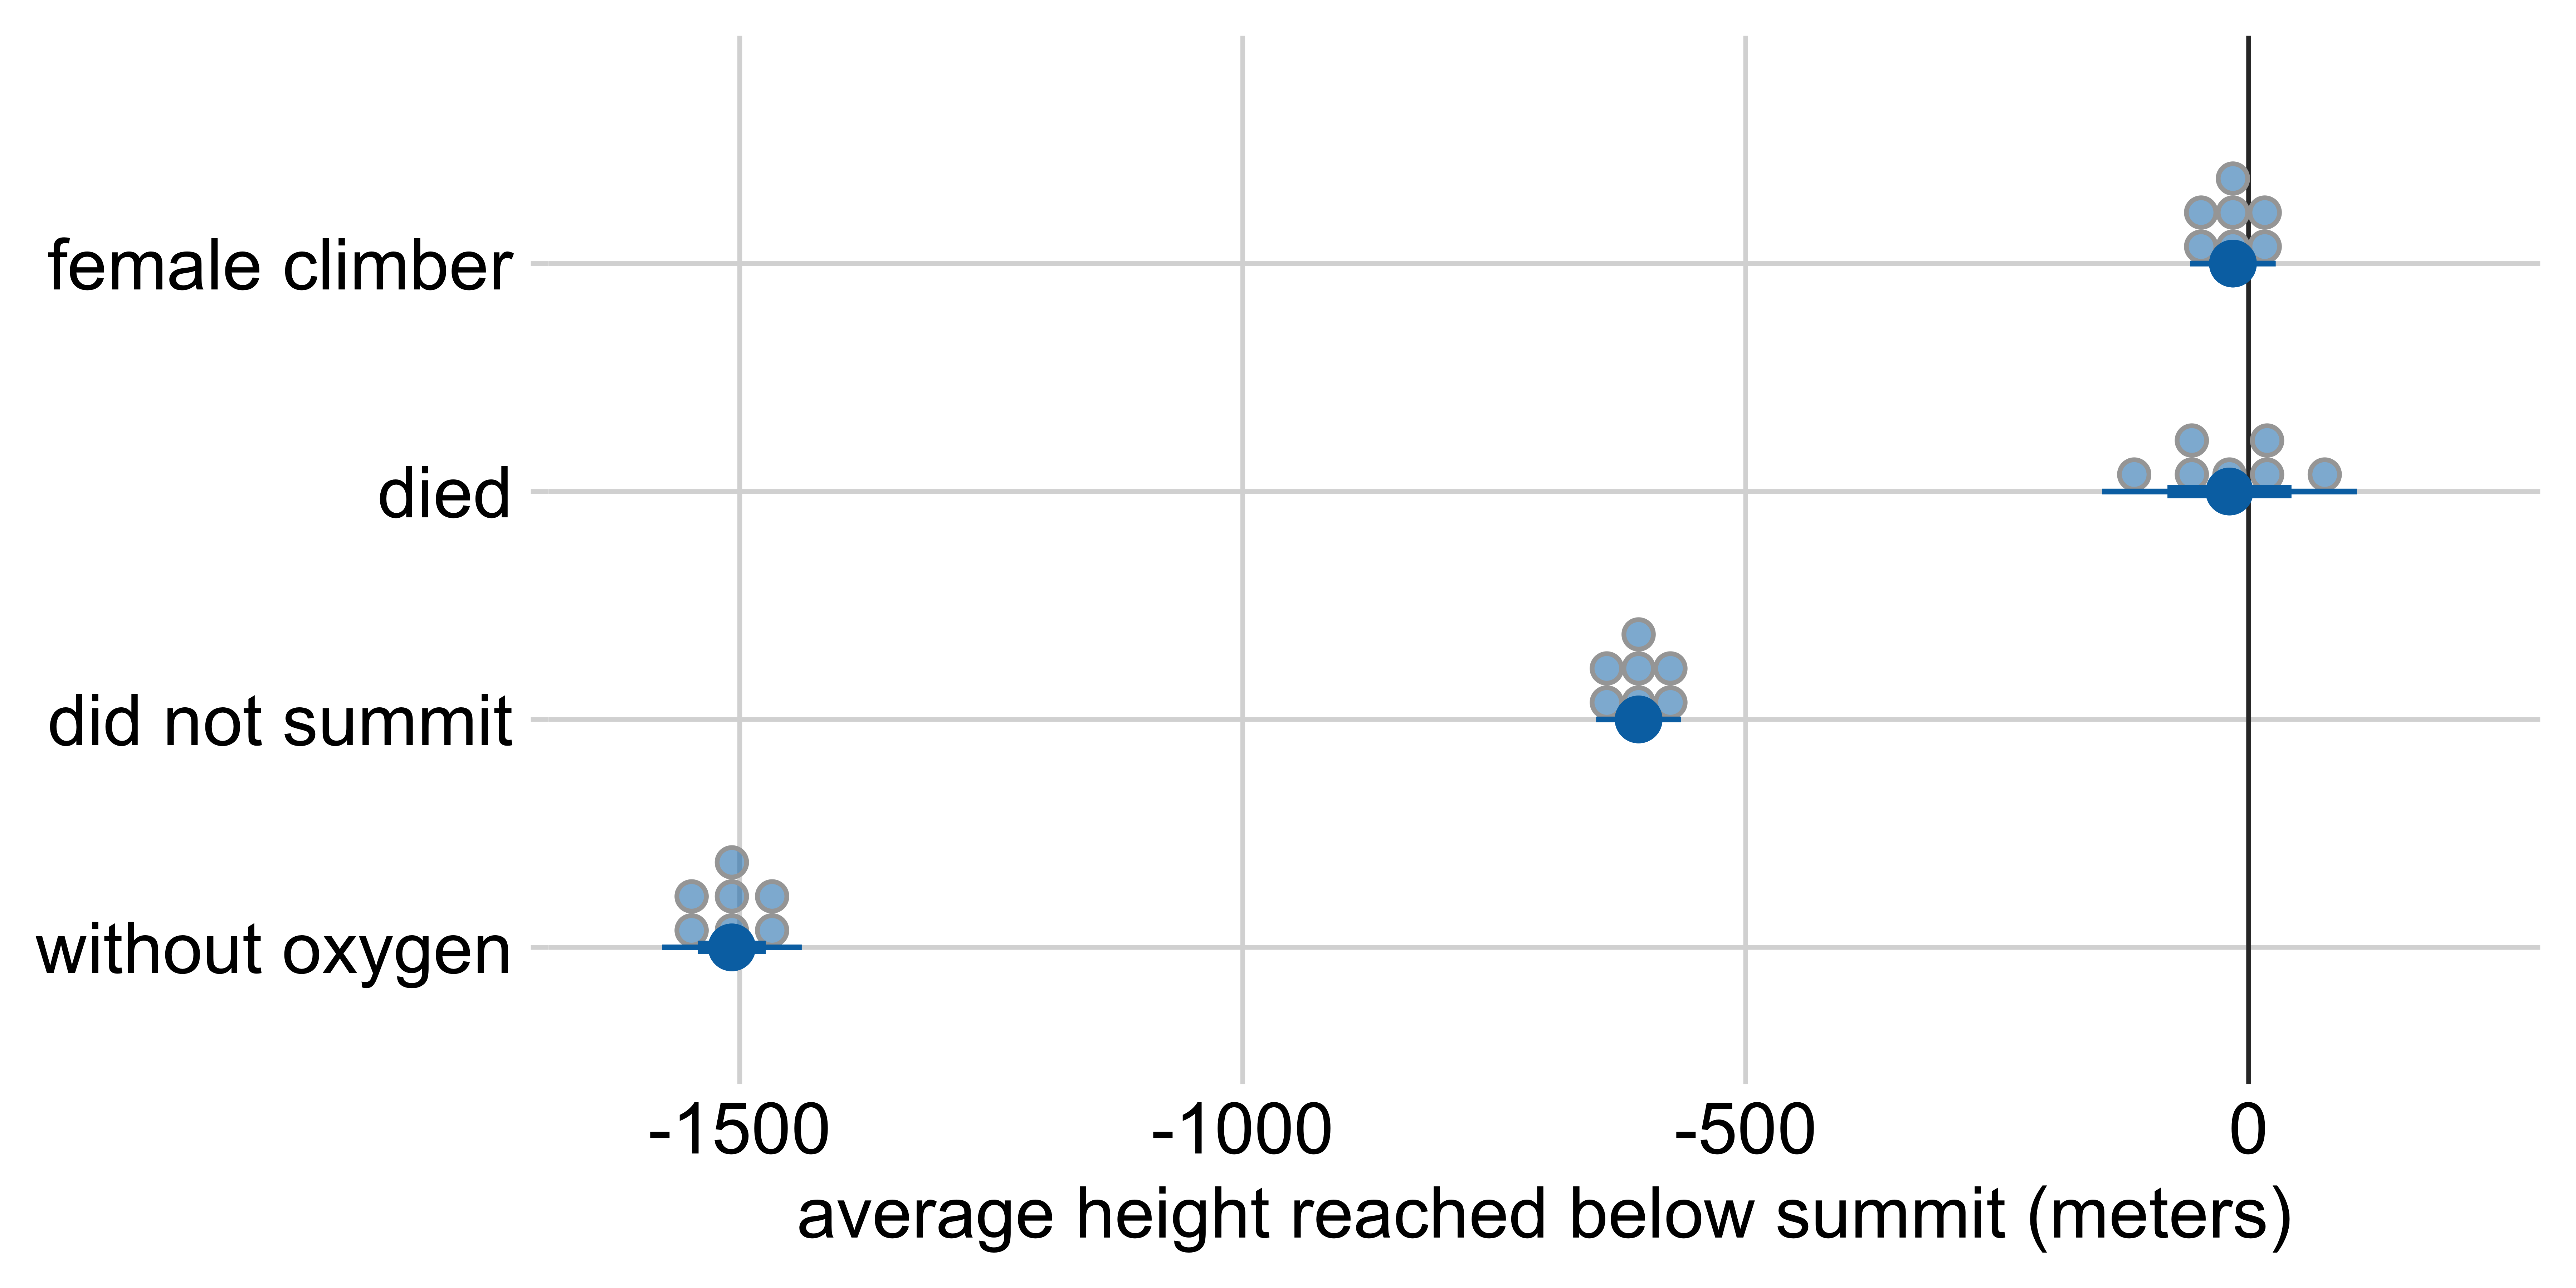 female climber
died
did not summit
without oxygen
-1500 -1000 -500 0
average height reached below summit (meters)